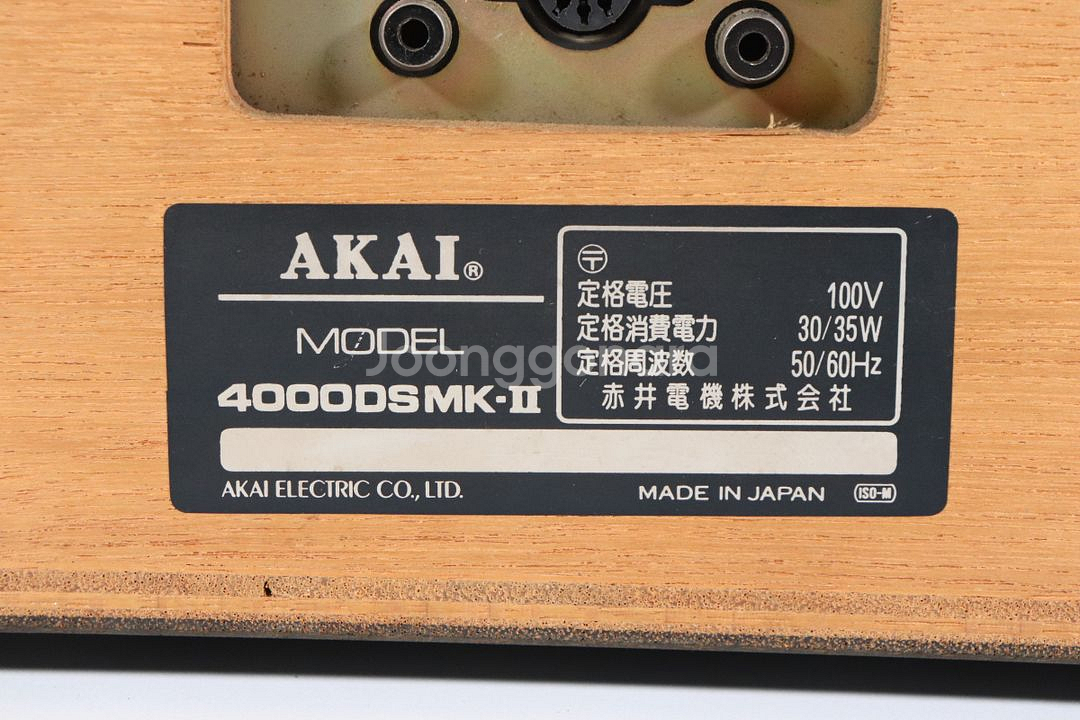 AKAI®
MODEL
4000DSMK-II
〶
定格電圧 100V
定格消費電力 30/35W
定格周波数 50/60Hz
赤井電機株式会社
AKAI ELECTRIC CO., LTD.
MADE IN JAPAN ISO-M
Joonggonara